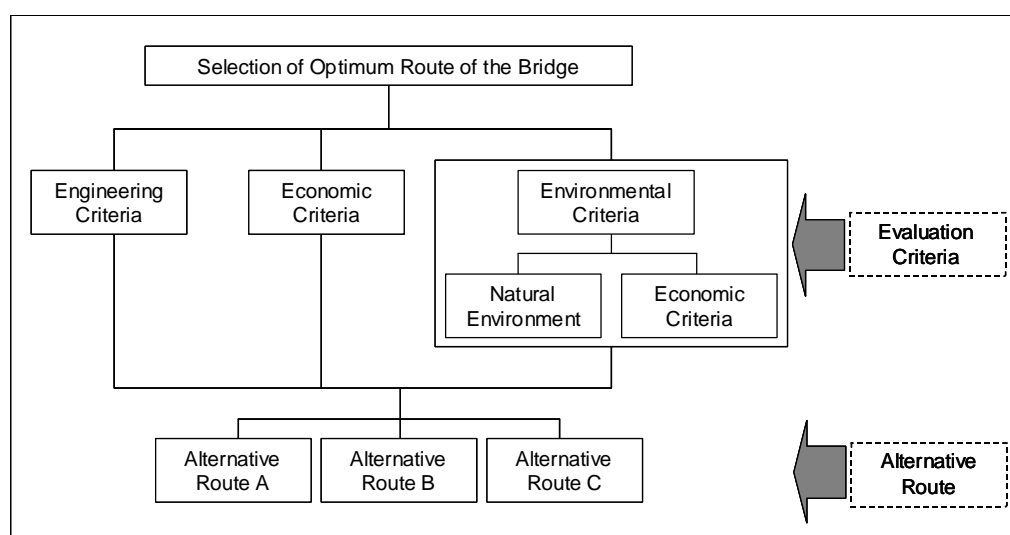 Selection of Optimum Route of the Bridge
Engineering
Criteria
Economic
Criteria
Environmental
Criteria
Natural
Environment
Economic
Criteria
Evaluation
Criteria
Alternative
Route A
Alternative
Route B
Alternative
Route C
Alternative
Route